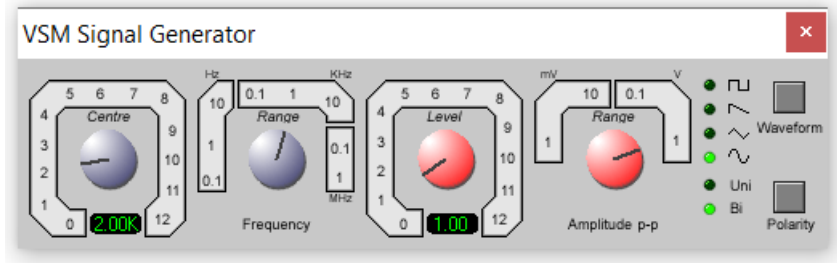 VSM Signal Generator
Hz KHz mV V
5 6 7 8 4 3 2 1 0 9 10 11 12
Centre
2.00K
10 1 0.1
0.1 1 10
0.1 1
MHz
Range
Frequency
5 6 7 8 4 3 2 1 0 9 10 11 12
Level
1.00
1 10
0.1 1
Range
Amplitude p-p
Waveform
Uni
Bi
Polarity